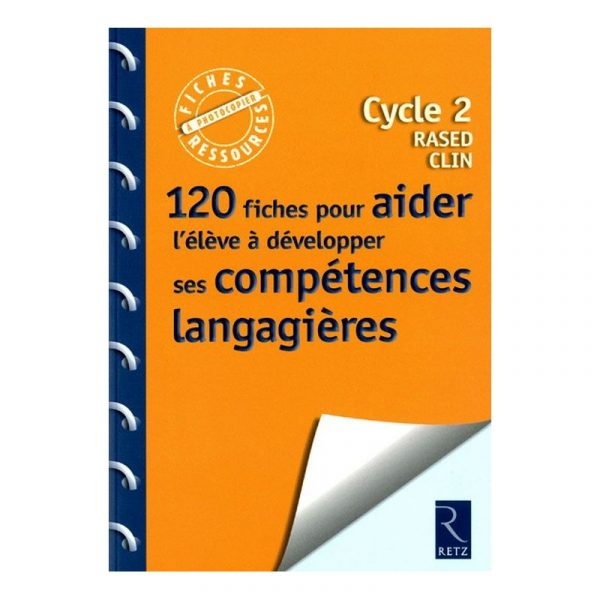 FICHES
À PHOTOCOPIER
RESSOURCES
Cycle 2
RASED
CLIN
120 fiches pour aider
l'élève à développer
ses compétences
langagières
R
RETZ